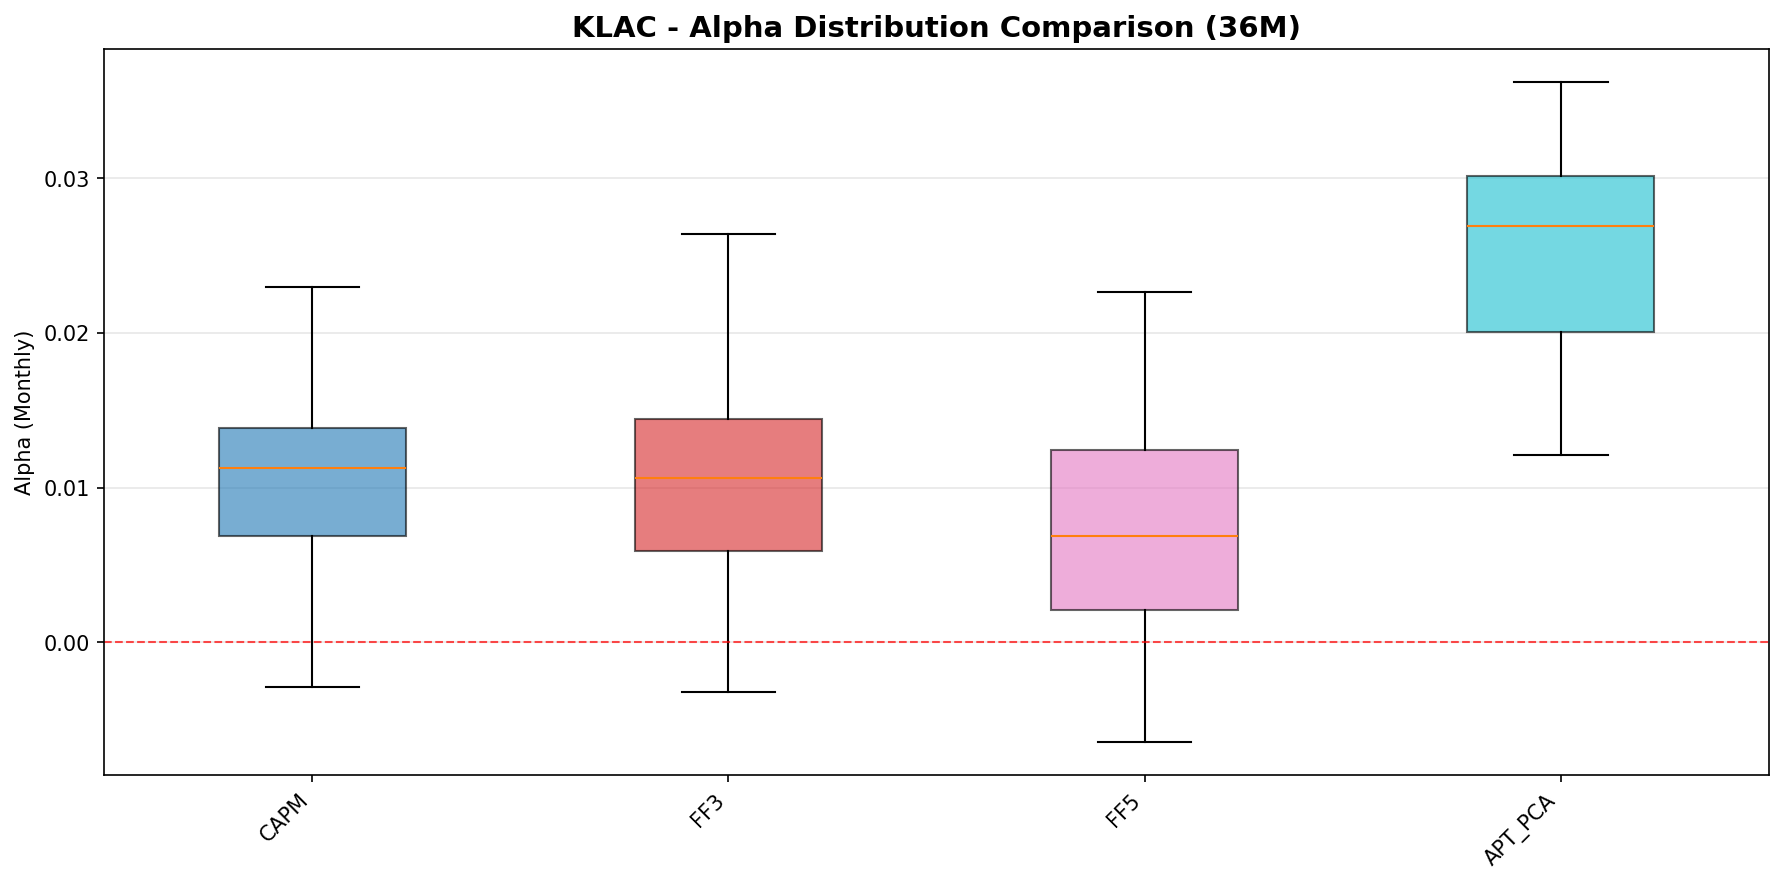 KLAC - Alpha Distribution Comparison (36M)
Alpha (Monthly)
0.03
0.02
0.01
0.00
CAPM
FF3
FF5
APT_PCA